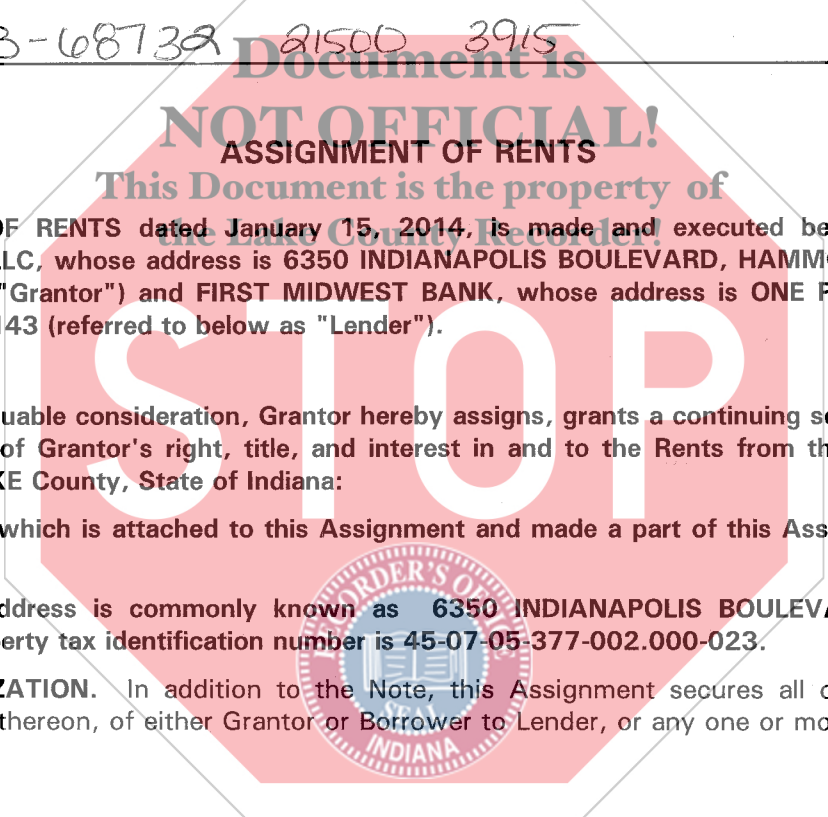 3-68732 21500 3915
Document is
NOT OFFICIAL!
ASSIGNMENT OF RENTS
This Document is the property of
the Lake County Recorder!
OF RENTS dated January 15, 2014, is made and executed be
LLC, whose address is 6350 INDIANAPOLIS BOULEVARD, HAMMO
"Grantor") and FIRST MIDWEST BANK, whose address is ONE P
143 (referred to below as "Lender").
STOP
uable consideration, Grantor hereby assigns, grants a continuing se
of Grantor's right, title, and interest in and to the Rents from th
KE County, State of Indiana:
which is attached to this Assignment and made a part of this Ass
ddress is commonly known as 6350 INDIANAPOLIS BOULEVA
erty tax identification number is 45-07-05-377-002.000-023.
ZATION. In addition to the Note, this Assignment secures all o
thereon, of either Grantor or Borrower to Lender, or any one or mo
RECORDER'S OFFICE
SEAL
INDIANA